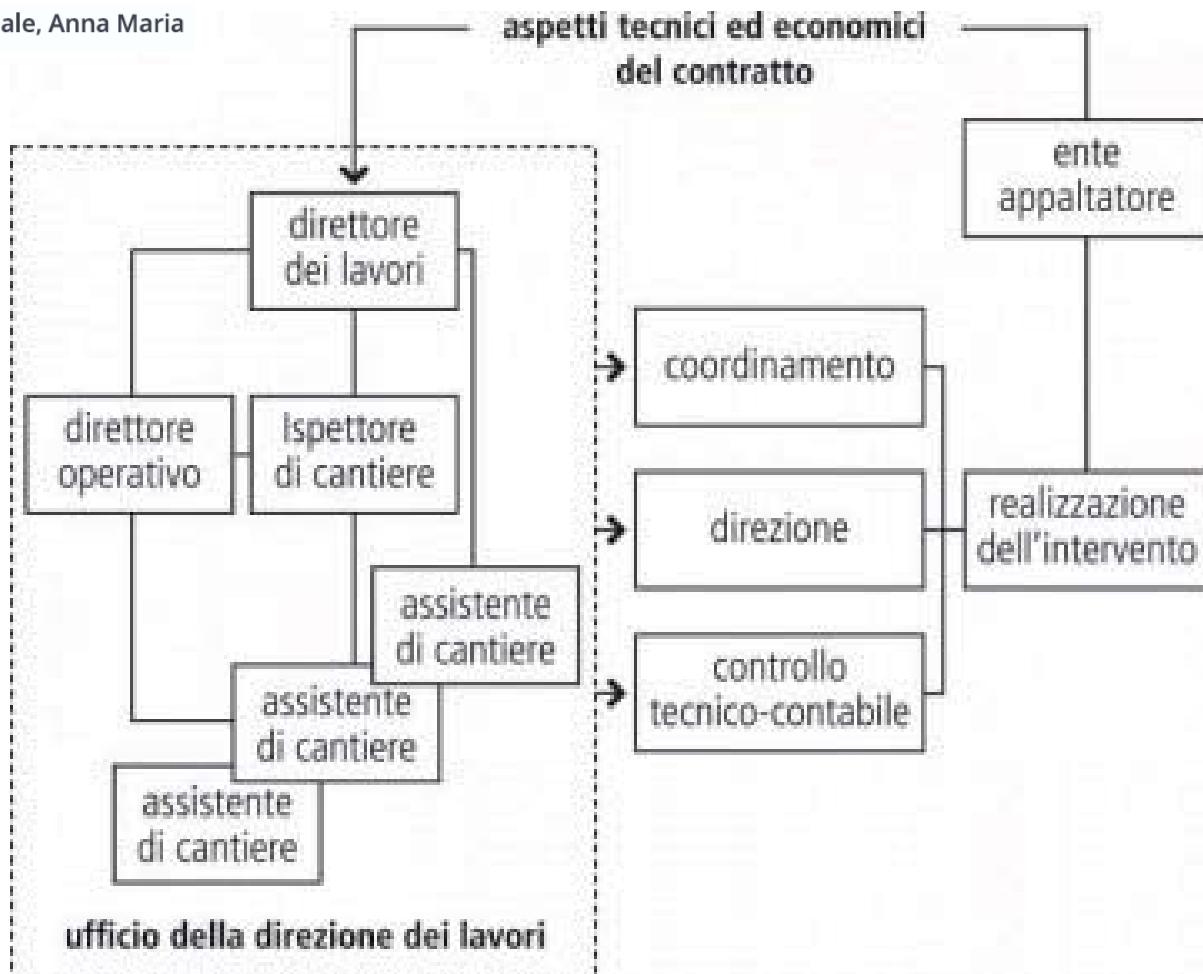 ale, Anna Maria
aspetti tecnici ed economici
del contratto
ente
appaltatore
direttore
dei lavori
coordinamento
direttore
operativo
Ispettore
di cantiere
direzione
realizzazione
dell'intervento
assistente
di cantiere
controllo
tecnico-contabile
assistente
di cantiere
assistente
di cantiere
ufficio della direzione dei lavori